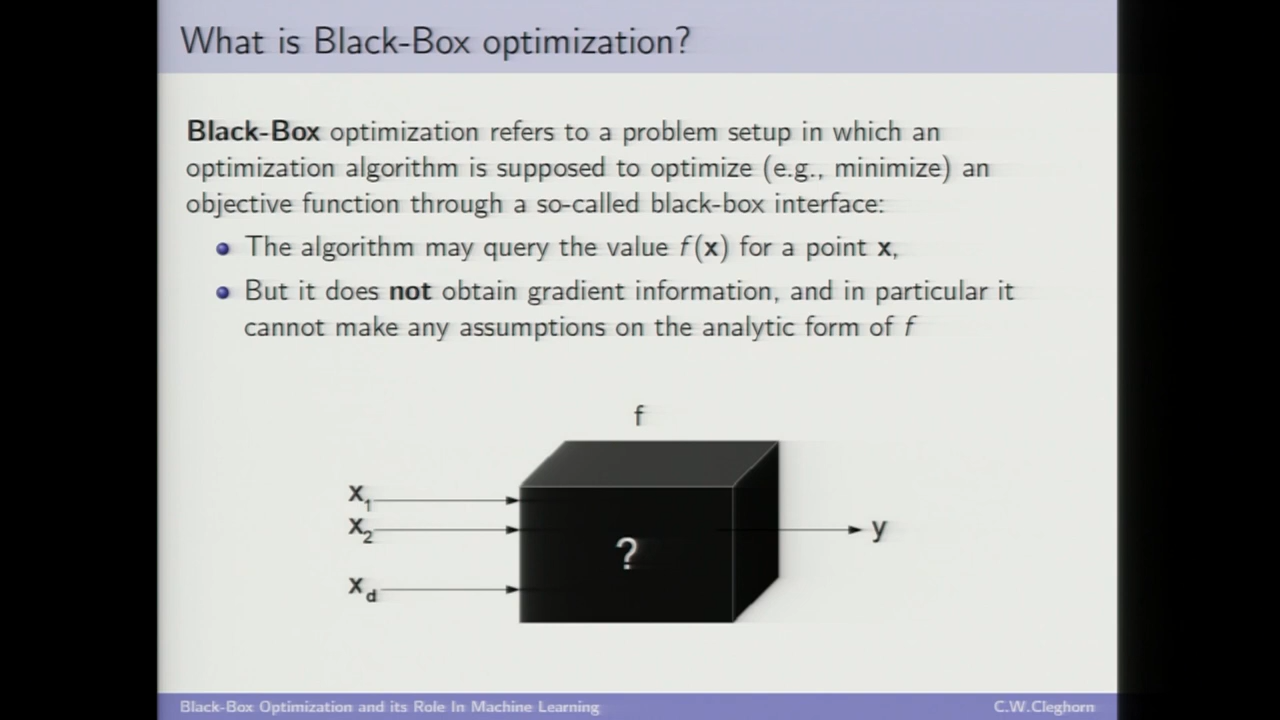 What is Black-Box optimization?
Black-Box optimization refers to a problem setup in which an
optimization algorithm is supposed to optimize (e.g., minimize) an
objective function through a so-called black-box interface:
The algorithm may query the value f(x) for a point x,
But it does not obtain gradient information, and in particular it
cannot make any assumptions on the analytic form of f
f
x1
x2
xd
?
y
Black-Box Optimization and its Role In Machine Learning
C.W.Cleghorn